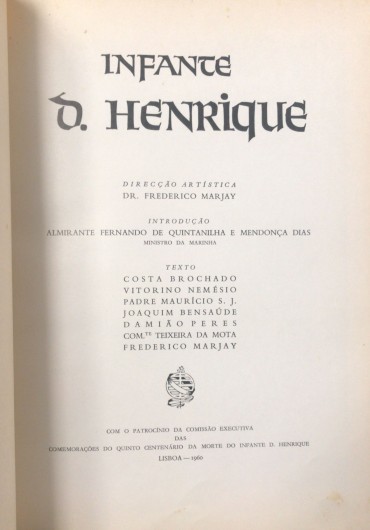 INFANTE
D. HENRIQUE
DIRECÇÃO ARTÍSTICA
DR. FREDERICO MARJAY
INTRODUÇÃO
ALMIRANTE FERNANDO DE QUINTANILHA E MENDONÇA DIAS
MINISTRO DA MARINHA
TEXTO
COSTA BROCHADO
VITORINO NEMÉSIO
PADRE MAURÍCIO S. J.
JOAQUIM BENSAÚDE
DAMIÃO PERES
COM.TE TEIXEIRA DA MOTA
FREDERICO MARJAY
COM O PATROCÍNIO DA COMISSÃO EXECUTIVA
DAS
COMEMORAÇÕES DO QUINTO CENTENÁRIO DA MORTE DO INFANTE D. HENRIQUE
LISBOA — 1960